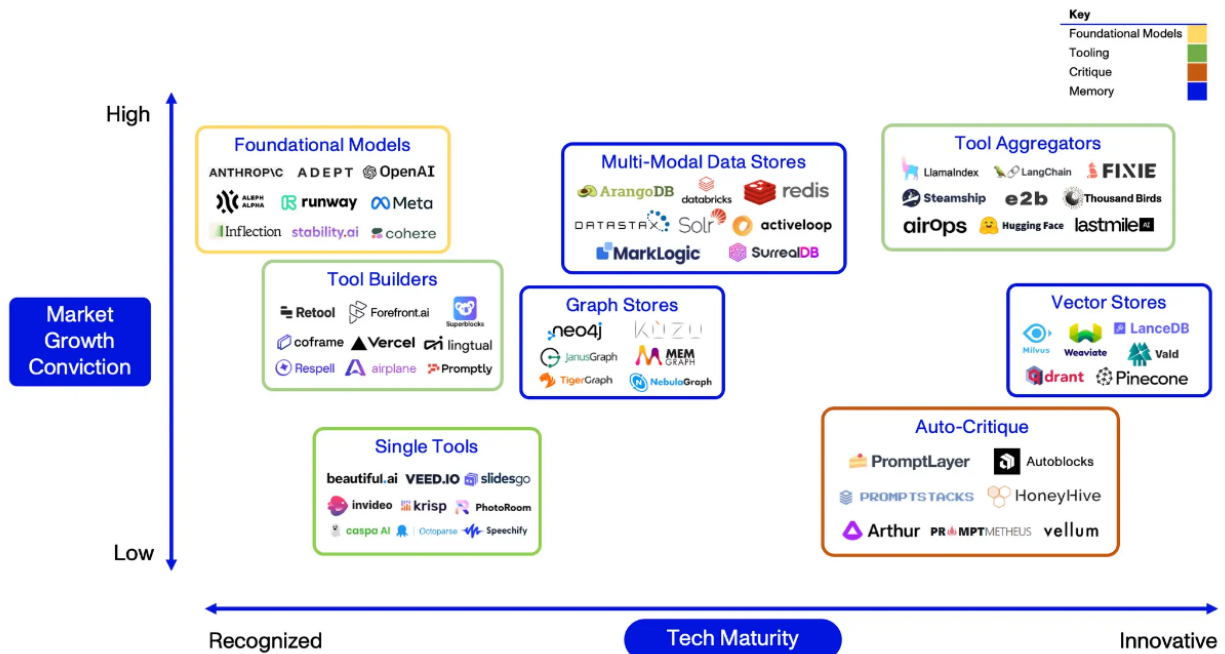 Key
Foundational Models
Tooling
Critique
Memory
High
Foundational Models
ANTHROP\C ADEPT OpenAI
ALEPH ALPHA runway Meta
Inflection stability.ai cohere
Multi-Modal Data Stores
ArangoDB databricks redis
DATASTAX Solr activeloop
MarkLogic SurrealDB
Tool Aggregators
LlamaIndex LangChain FIXIE
Steamship e2b Thousand Birds
airOps Hugging Face lastmile AI
Tool Builders
Retool Forefront.ai Superblocks
coframe Vercel lingtual
Respell airplane Promptly
Graph Stores
neo4j KÙZU
JanusGraph MEMGRAPH
TigerGraph NebulaGraph
Vector Stores
Milvus Weaviate LanceDB
Vald
qdrant Pinecone
Market
Growth
Conviction
Single Tools
beautiful.ai VEED.IO slidesgo
invideo krisp PhotoRoom
caspa AI Octoparse Speechify
Auto-Critique
PromptLayer Autoblocks
PROMPTSTACKS HoneyHive
Arthur PROMPTMETHEUS vellum
Low
Recognized
Tech Maturity
Innovative